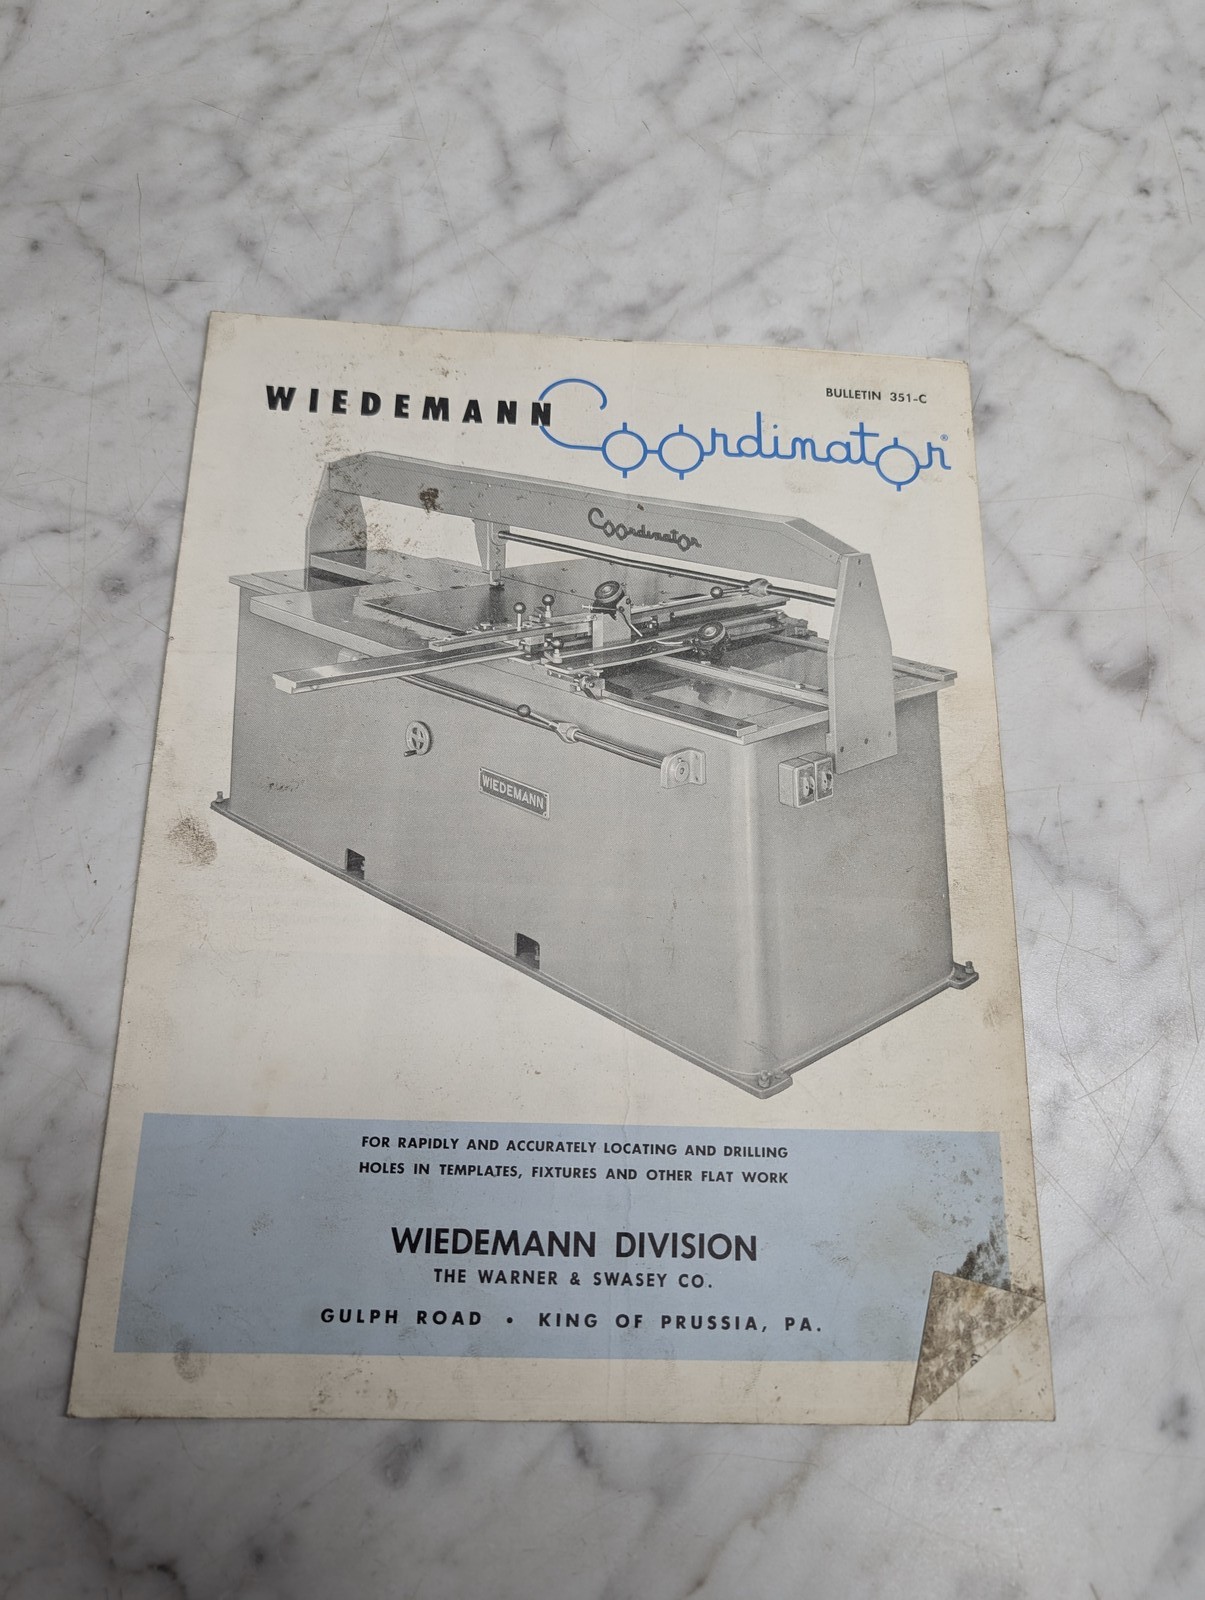 BULLETIN 351-C
WIEDEMANN Coordinator®
Coordinator
WIEDEMANN
FOR RAPIDLY AND ACCURATELY LOCATING AND DRILLING
HOLES IN TEMPLATES, FIXTURES AND OTHER FLAT WORK
WIEDEMANN DIVISION
THE WARNER & SWASEY CO.
GULPH ROAD • KING OF PRUSSIA, PA.